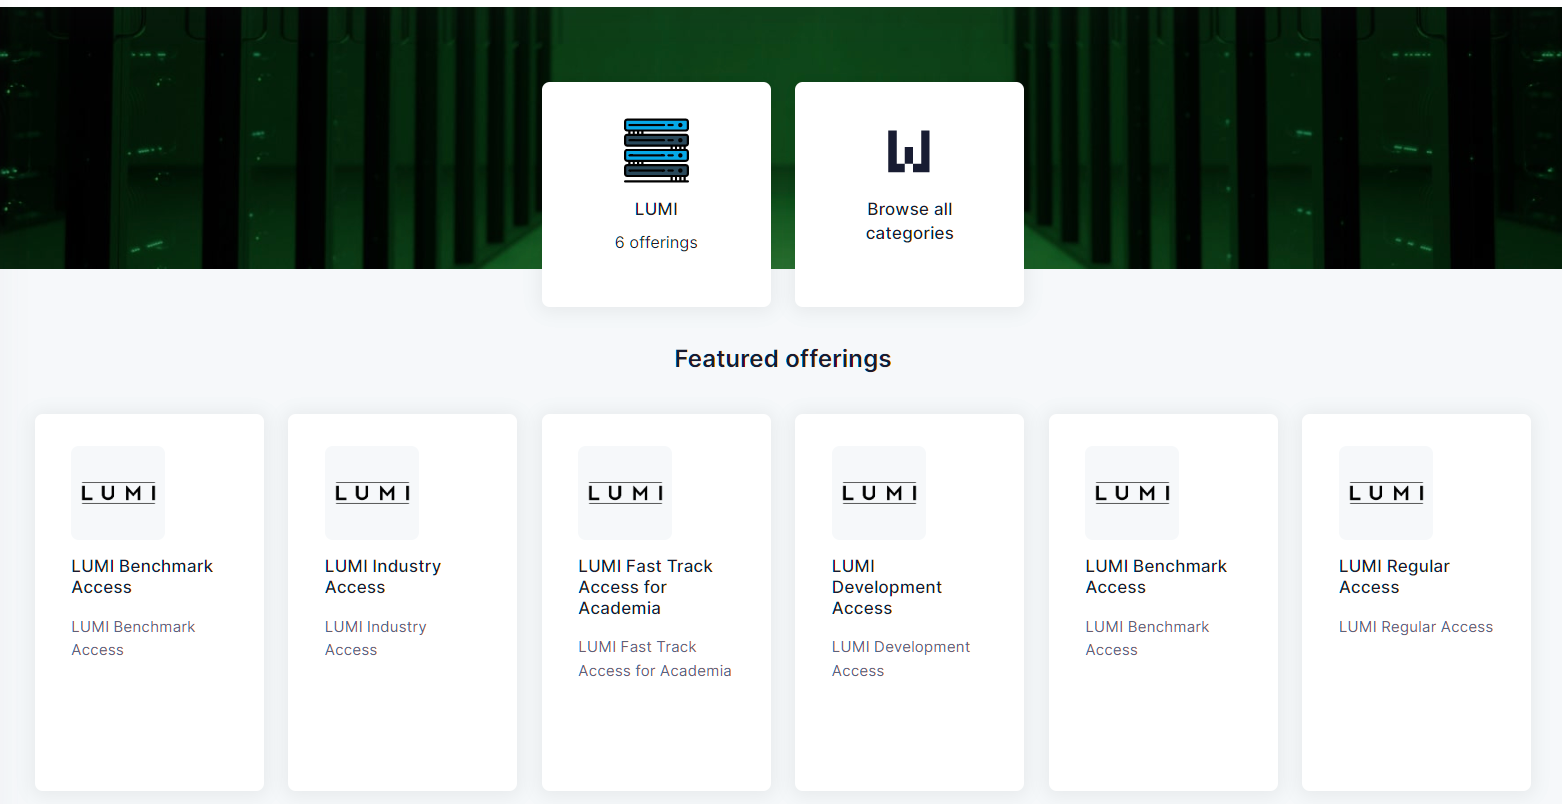 LUMI
6 offerings
Browse all
categories
Featured offerings
LUMI
LUMI Benchmark
Access
LUMI Benchmark
Access
LUMI
LUMI Industry
Access
LUMI Industry
Access
LUMI
LUMI Fast Track
Access for
Academia
LUMI Fast Track
Access for Academia
LUMI
LUMI
Development
Access
LUMI Development
Access
LUMI
LUMI Benchmark
Access
LUMI Benchmark
Access
LUMI
LUMI Regular
Access
LUMI Regular Access